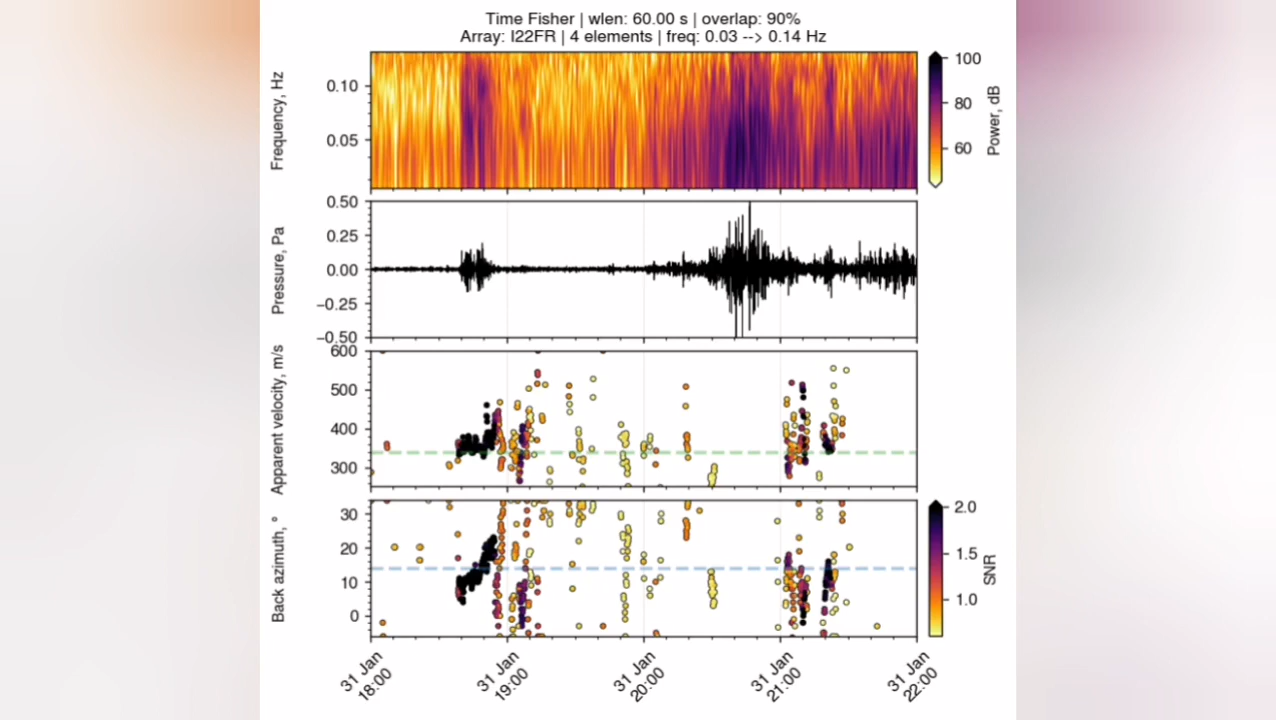 Time Fisher | wlen: 60.00 s | overlap: 90%
Array: I22FR | 4 elements | freq: 0.03 --> 0.14 Hz
Frequency, Hz
0.10
0.05
100
80
60
Power, dB
Pressure, Pa
0.50
0.25
0.00
−0.25
−0.50
Apparent velocity, m/s
600
500
400
300
Back azimuth, °
30
20
10
0
2.0
1.5
1.0
SNR
31 Jan
18:00
31 Jan
19:00
31 Jan
20:00
31 Jan
21:00
31 Jan
22:00